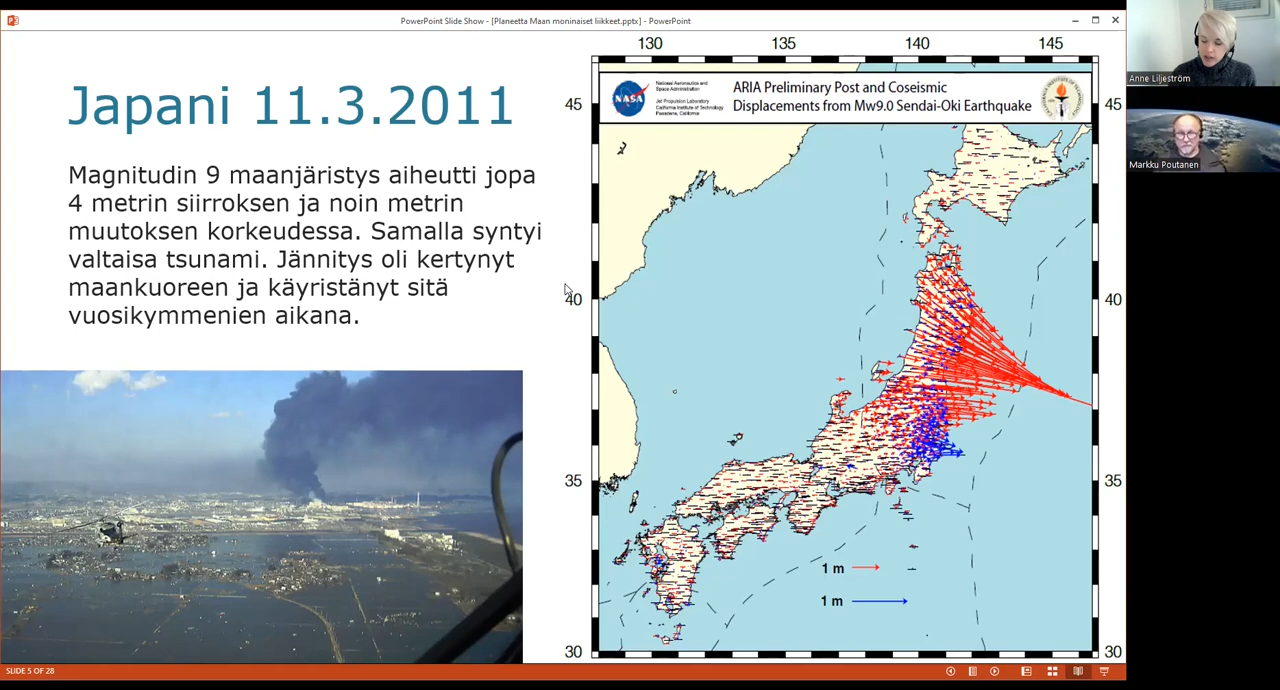 PowerPoint Slide Show - [Planeetta Maan moninaiset liikkeet.pptx] - PowerPoint
Japani 11.3.2011
Magnitudin 9 maanjäristys aiheutti jopa
4 metrin siirroksen ja noin metrin
muutoksen korkeudessa. Samalla syntyi
valtaisa tsunami. Jännitys oli kertynyt
maankuoreen ja käyristänyt sitä
vuosikymmenien aikana.
130 135 140 145
NASA
National Aeronautics and
Space Administration
Jet Propulsion Laboratory
California Institute of Technology
Pasadena, California
ARIA Preliminary Post and Coseismic
Displacements from Mw9.0 Sendai-Oki Earthquake
45 45
40 40
35 35
1 m
1 m
30 30
SLIDE 5 OF 28
Anne Liljeström
Markku Poutanen